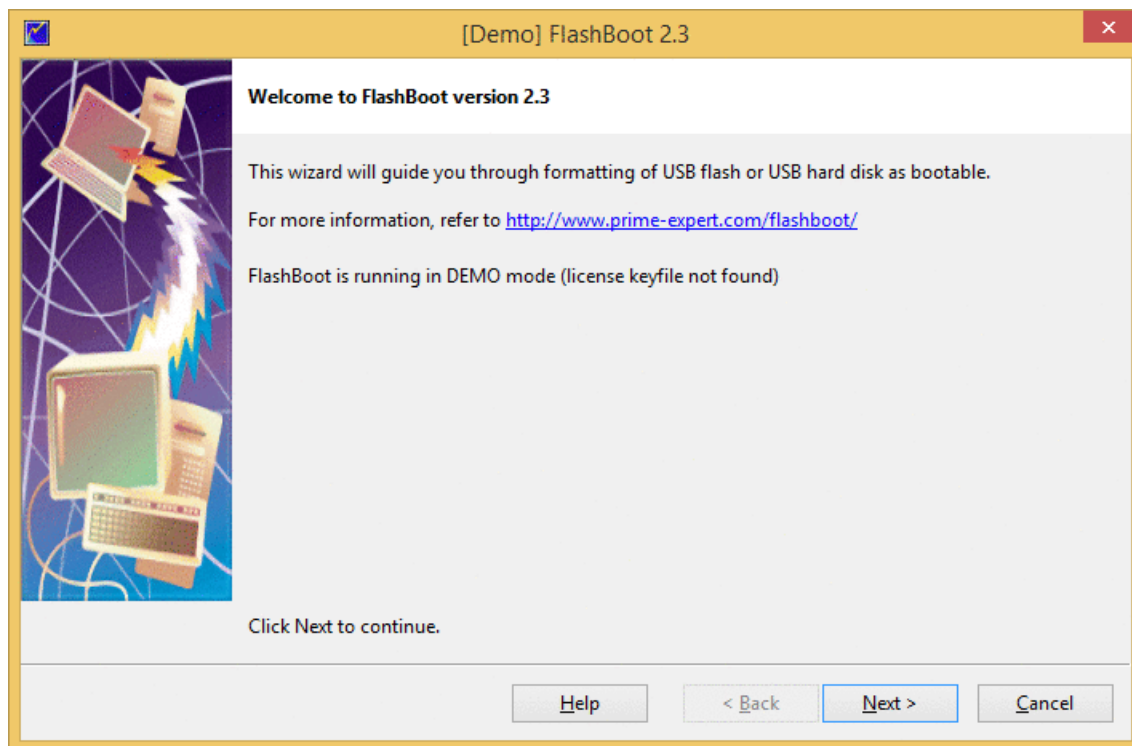 [Demo] FlashBoot 2.3
Welcome to FlashBoot version 2.3
This wizard will guide you through formatting of USB flash or USB hard disk as bootable.
For more information, refer to http://www.prime-expert.com/flashboot/
FlashBoot is running in DEMO mode (license keyfile not found)
Click Next to continue.
Help < Back Next > Cancel